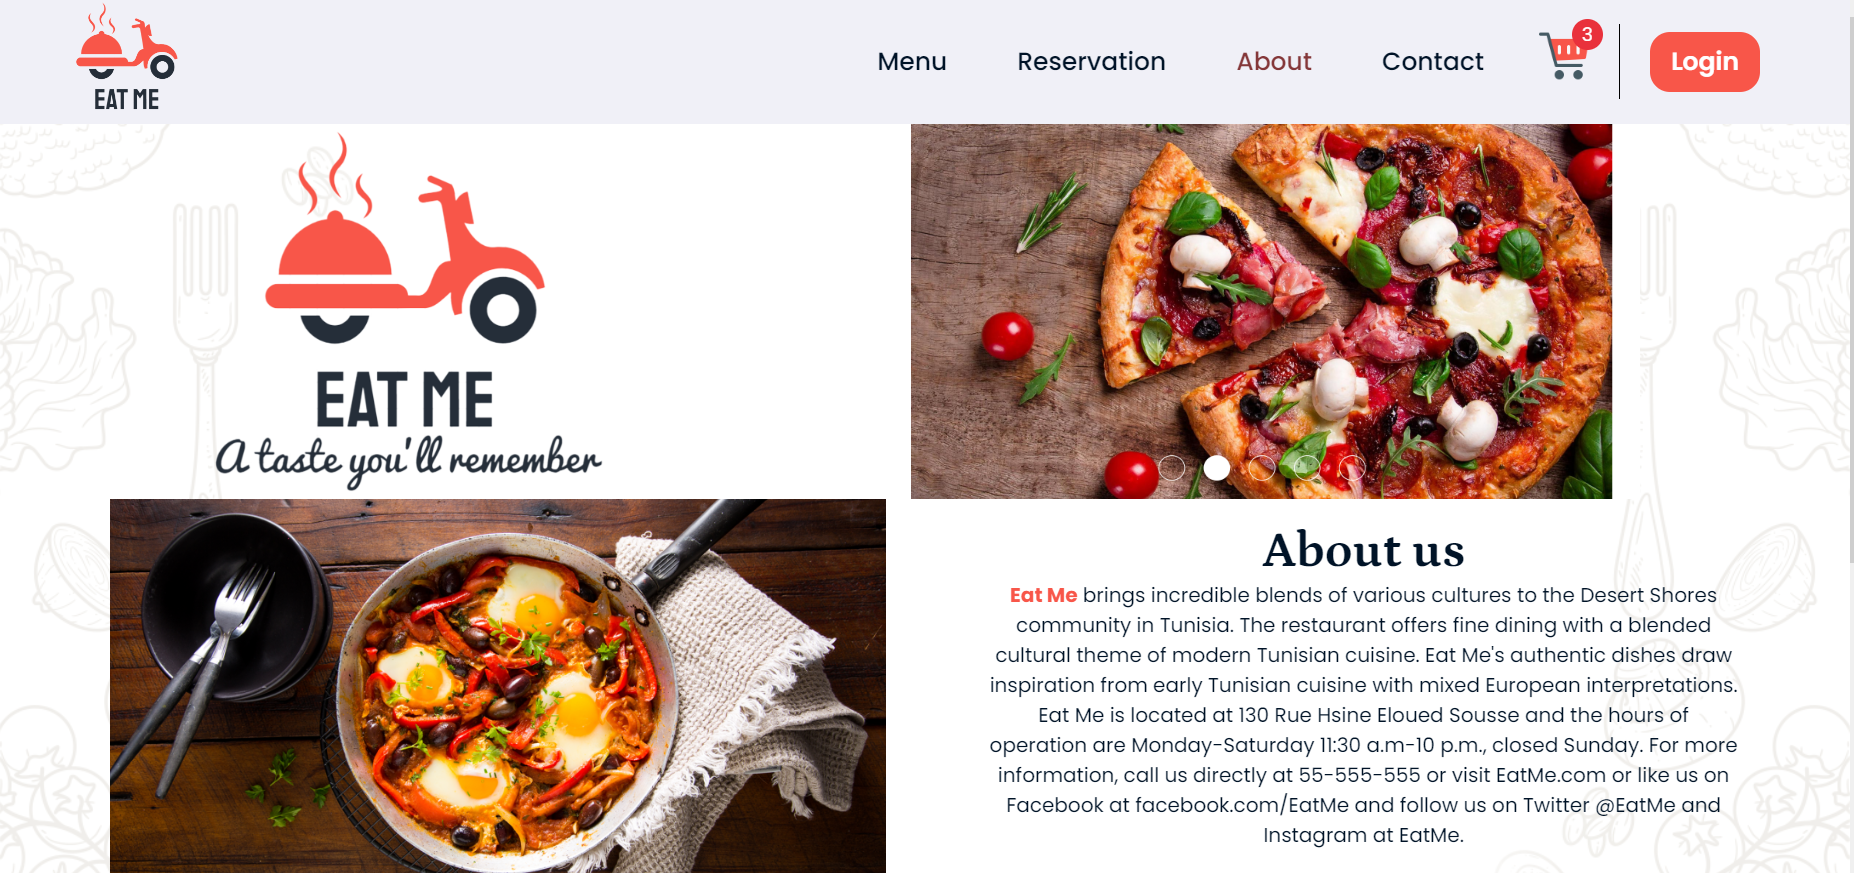 EAT ME
Menu
Reservation
About
Contact
3
Login
EAT ME
A taste you'll remember
About us
Eat Me brings incredible blends of various cultures to the Desert Shores
community in Tunisia. The restaurant offers fine dining with a blended
cultural theme of modern Tunisian cuisine. Eat Me's authentic dishes draw
inspiration from early Tunisian cuisine with mixed European interpretations.
Eat Me is located at 130 Rue Hsine Eloued Sousse and the hours of
operation are Monday-Saturday 11:30 a.m-10 p.m., closed Sunday. For more
information, call us directly at 55-555-555 or visit EatMe.com or like us on
Facebook at facebook.com/EatMe and follow us on Twitter @EatMe and
Instagram at EatMe.